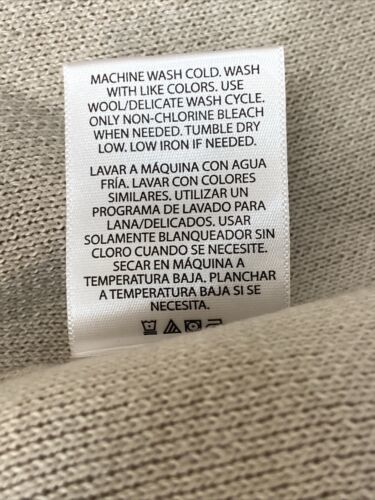 MACHINE WASH COLD. WASH
WITH LIKE COLORS. USE
WOOL/DELICATE WASH CYCLE.
ONLY NON-CHLORINE BLEACH
WHEN NEEDED. TUMBLE DRY
LOW. LOW IRON IF NEEDED.
LAVAR A MÁQUINA CON AGUA
FRÍA. LAVAR CON COLORES
SIMILARES. UTILIZAR UN
PROGRAMA DE LAVADO PARA
LANA/DELICADOS. USAR
SOLAMENTE BLANQUEADOR SIN
CLORO CUANDO SE NECESITE.
SECAR EN MÁQUINA A
TEMPERATURA BAJA. PLANCHAR
A TEMPERATURA BAJA SI SE
NECESITA.